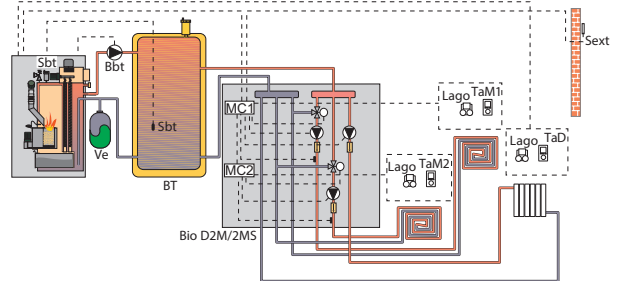 Sbt
Bbt
Sext
Lago TaM1
MC1
Sbt
Ve
Lago TaD
MC2
Lago TaM2
BT
Bio D2M/2MS